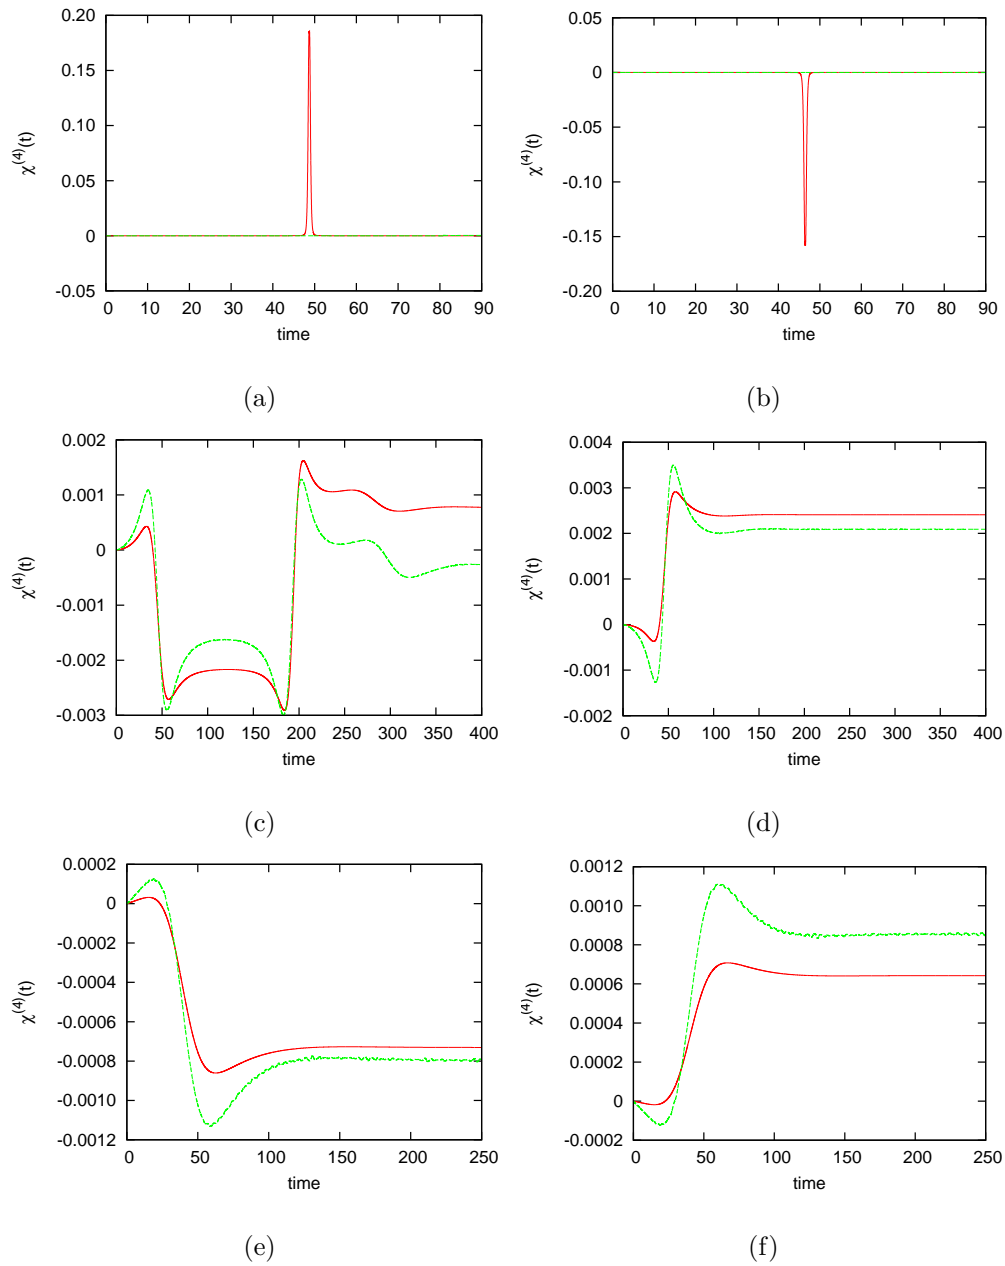 0.20
0.15
0.10
0.05
0
-0.05
χ(4)(t)
0 10 20 30 40 50 60 70 80 90
time
(a)
0.05
0
-0.05
-0.10
-0.15
-0.20
χ(4)(t)
0 10 20 30 40 50 60 70 80 90
time
(b)
0.002
0.001
0
-0.001
-0.002
-0.003
χ(4)(t)
0 50 100 150 200 250 300 350 400
time
(c)
0.004
0.003
0.002
0.001
0
-0.001
-0.002
χ(4)(t)
0 50 100 150 200 250 300 350 400
time
(d)
0.0002
0
-0.0002
-0.0004
-0.0006
-0.0008
-0.0010
-0.0012
χ(4)(t)
0 50 100 150 200 250
time
(e)
0.0012
0.0010
0.0008
0.0006
0.0004
0.0002
0
-0.0002
χ(4)(t)
0 50 100 150 200 250
time
(f)